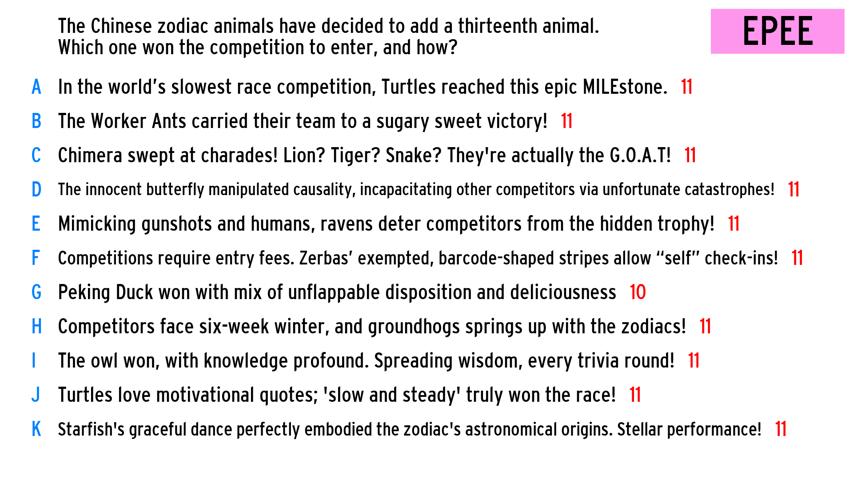 The Chinese zodiac animals have decided to add a thirteenth animal.
Which one won the competition to enter, and how?
EPEE
A In the world’s slowest race competition, Turtles reached this epic MILEstone. 11
B The Worker Ants carried their team to a sugary sweet victory! 11
C Chimera swept at charades! Lion? Tiger? Snake? They're actually the G.O.A.T! 11
D The innocent butterfly manipulated causality, incapacitating other competitors via unfortunate catastrophes! 11
E Mimicking gunshots and humans, ravens deter competitors from the hidden trophy! 11
F Competitions require entry fees. Zerbas’ exempted, barcode-shaped stripes allow “self” check-ins! 11
G Peking Duck won with mix of unflappable disposition and deliciousness 10
H Competitors face six-week winter, and groundhogs springs up with the zodiacs! 11
I The owl won, with knowledge profound. Spreading wisdom, every trivia round! 11
J Turtles love motivational quotes; 'slow and steady' truly won the race! 11
K Starfish's graceful dance perfectly embodied the zodiac's astronomical origins. Stellar performance! 11